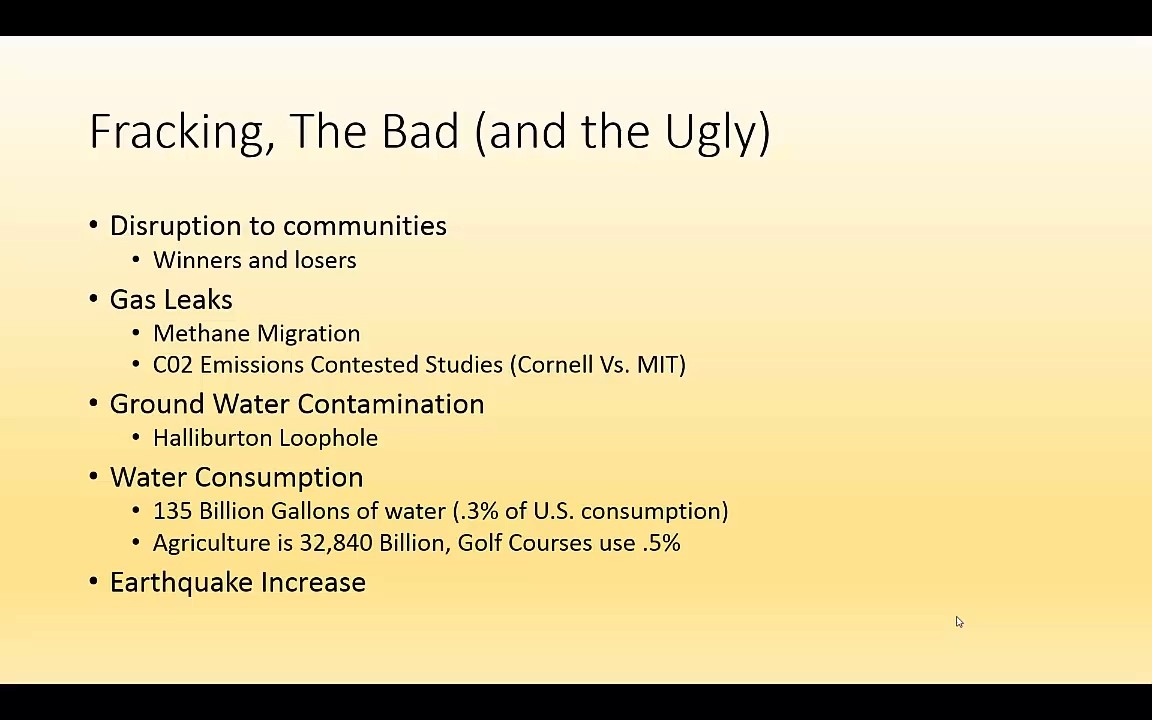 Fracking, The Bad (and the Ugly)
• Disruption to communities
• Winners and losers
• Gas Leaks
• Methane Migration
• C02 Emissions Contested Studies (Cornell Vs. MIT)
• Ground Water Contamination
• Halliburton Loophole
• Water Consumption
• 135 Billion Gallons of water (.3% of U.S. consumption)
• Agriculture is 32,840 Billion, Golf Courses use .5%
• Earthquake Increase